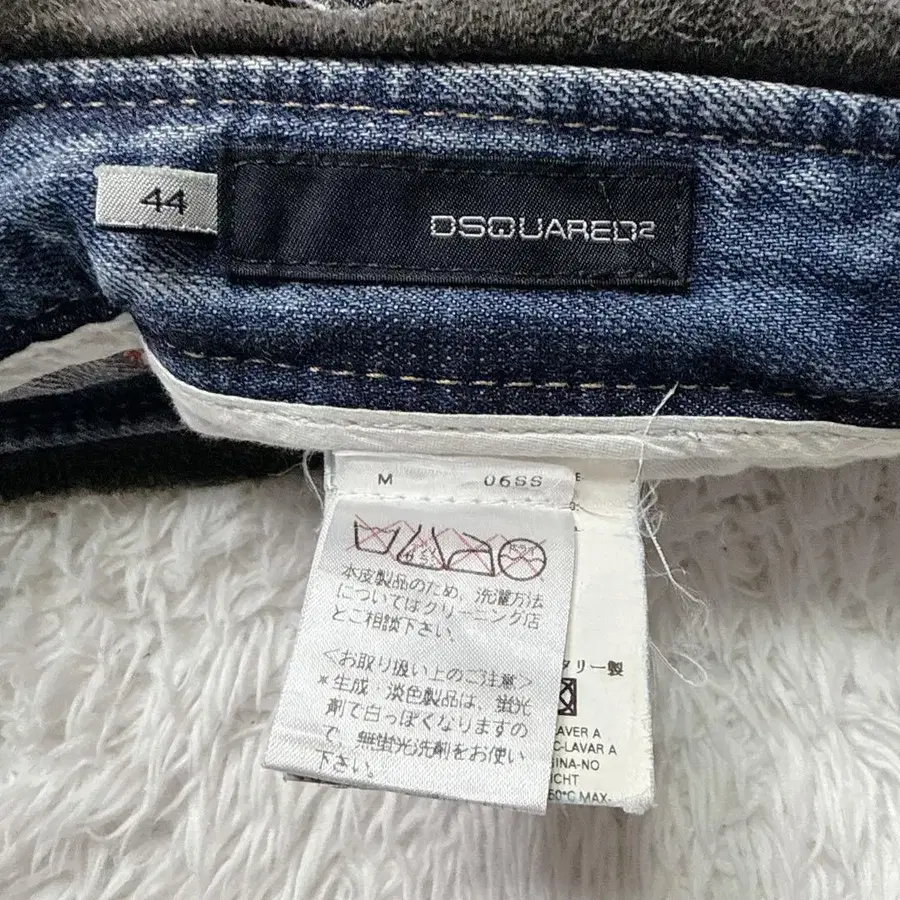 44
DSQUARED2
M 06SS E
本皮製品のため、洗濯方法
についてはクリーニング店
とご相談下さい。
<お取り扱い上のご注意>
*生成・淡色製品は、蛍光
剤で白っぽくなりますの
で、無蛍光洗剤をお使い
下さい。
タリー製
AVER A
C-LAVAR A
GINA-NO
ICHT
50°C MAX-